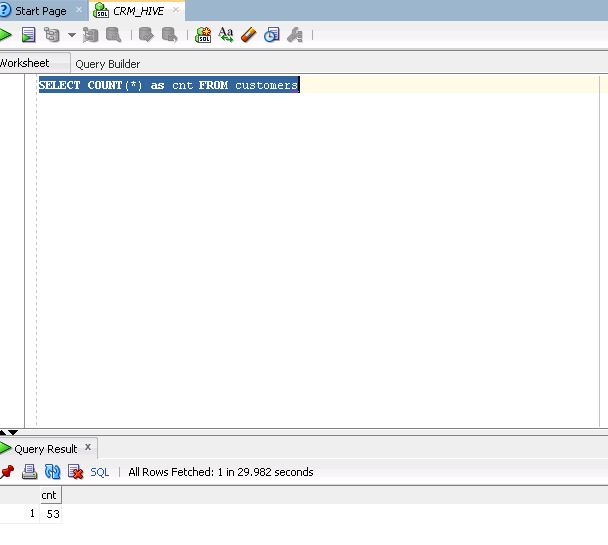 Start Page
CRM_HIVE
Worksheet
Query Builder
SELECT COUNT(*) as cnt FROM customers
Query Result
SQL
All Rows Fetched: 1 in 29.982 seconds
cnt
1 53